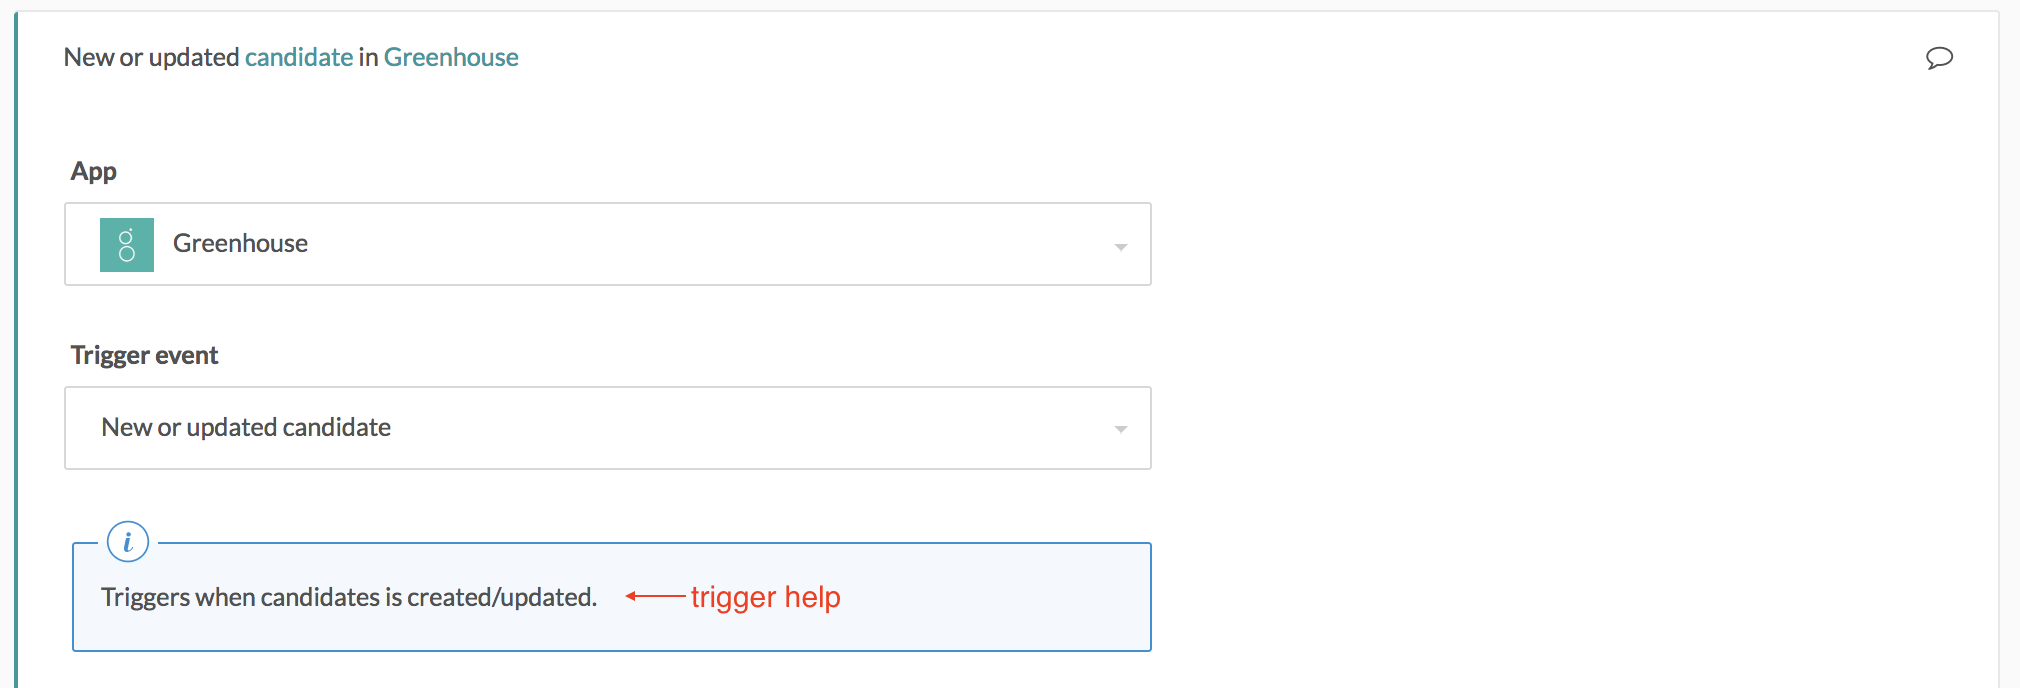 New or updated candidate in Greenhouse
App
Greenhouse
Trigger event
New or updated candidate
i
Triggers when candidates is created/updated. trigger help